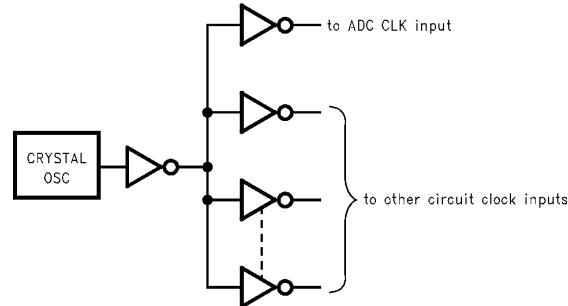 to ADC CLK input
CRYSTAL
OSC
to other circuit clock inputs